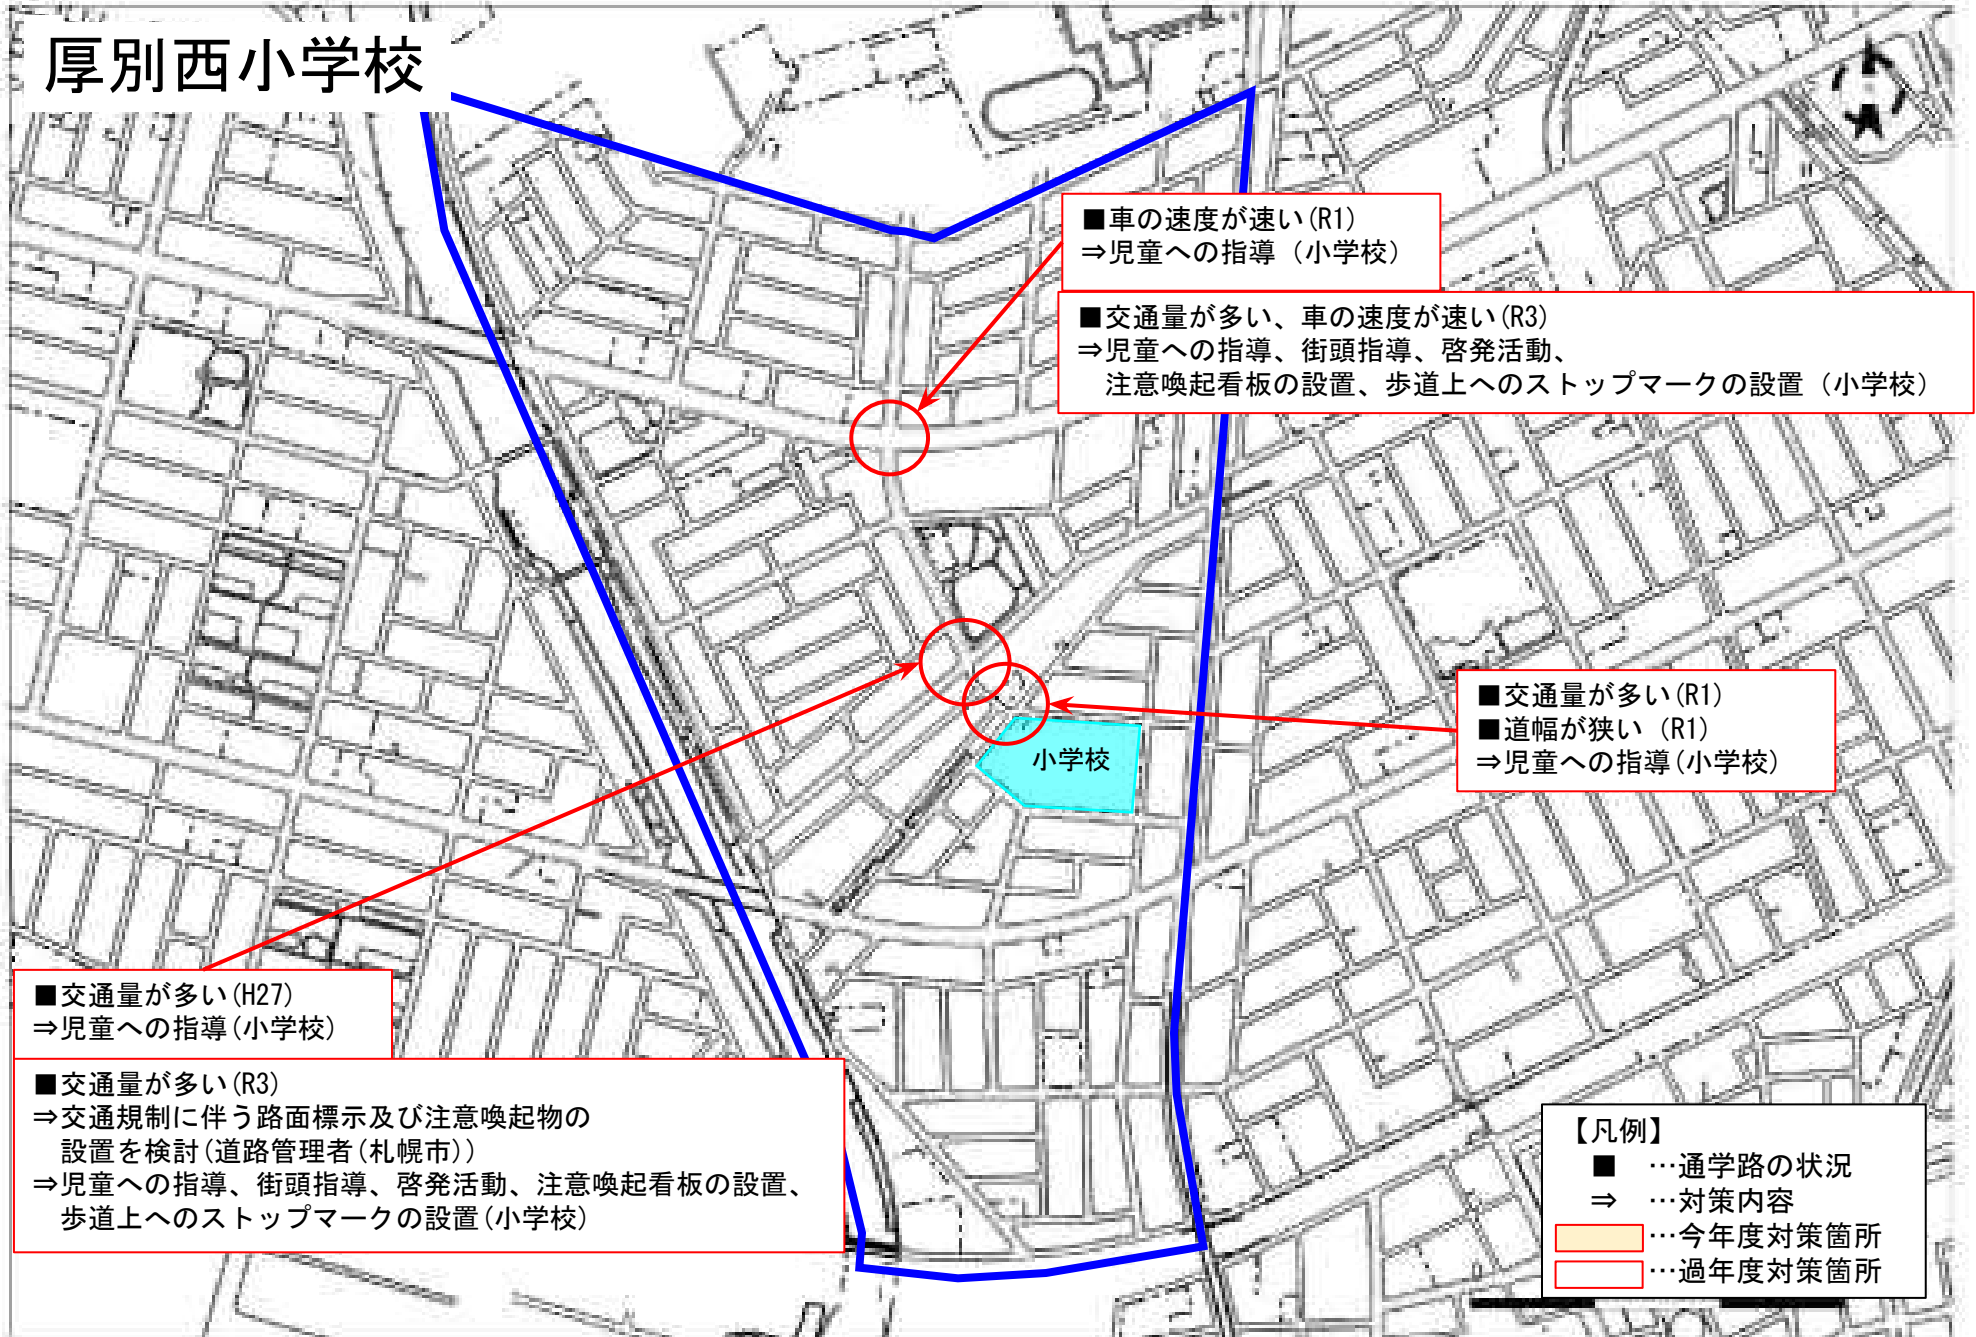 厚別西小学校
■車の速度が速い(R1)
⇒児童への指導（小学校）
■交通量が多い、車の速度が速い(R3)
⇒児童への指導、街頭指導、啓発活動、
注意喚起看板の設置、歩道上へのストップマークの設置（小学校）
■交通量が多い(R1)
■道幅が狭い（R1)
⇒児童への指導(小学校)
小学校
■交通量が多い(H27)
⇒児童への指導(小学校)
■交通量が多い(R3)
⇒交通規制に伴う路面標示及び注意喚起物の
設置を検討(道路管理者(札幌市))
⇒児童への指導、街頭指導、啓発活動、注意喚起看板の設置、
歩道上へのストップマークの設置(小学校)
【凡例】
■ …通学路の状況
⇒ …対策内容
…今年度対策箇所
…過年度対策箇所